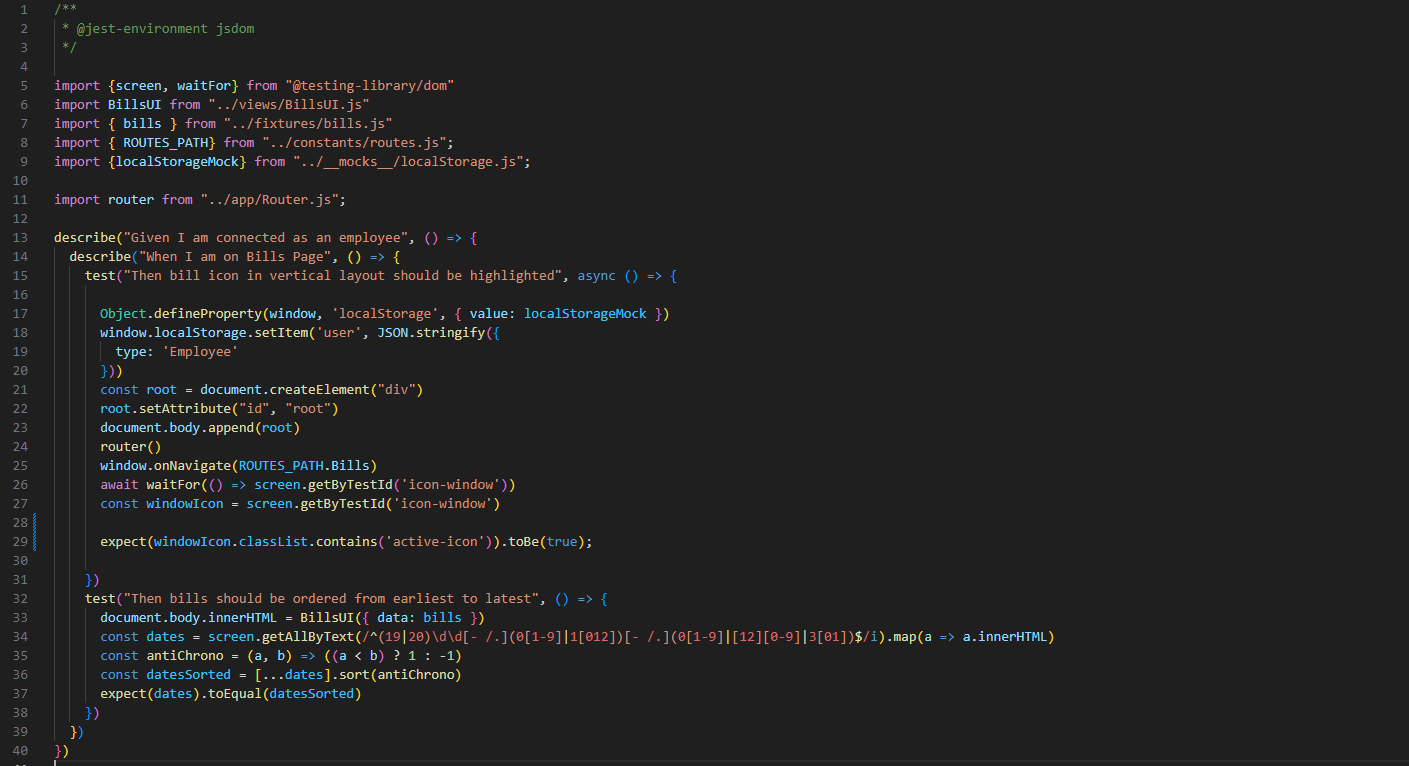 1 /**
2  * @jest-environment jsdom
3  */
4
5 import {screen, waitFor} from "@testing-library/dom"
6 import BillsUI from "../views/BillsUI.js"
7 import { bills } from "../fixtures/bills.js"
8 import { ROUTES_PATH} from "../constants/routes.js";
9 import {localStorageMock} from "../__mocks__/localStorage.js";
10
11 import router from "../app/Router.js";
12
13 describe("Given I am connected as an employee", () => {
14   describe("When I am on Bills Page", () => {
15     test("Then bill icon in vertical layout should be highlighted", async () => {
16
17       Object.defineProperty(window, 'localStorage', { value: localStorageMock })
18       window.localStorage.setItem('user', JSON.stringify({
19         type: 'Employee'
20       }))
21       const root = document.createElement("div")
22       root.setAttribute("id", "root")
23       document.body.append(root)
24       router()
25       window.onNavigate(ROUTES_PATH.Bills)
26       await waitFor(() => screen.getByTestId('icon-window'))
27       const windowIcon = screen.getByTestId('icon-window')
28
29       expect(windowIcon.classList.contains('active-icon')).toBe(true);
30
31     })
32     test("Then bills should be ordered from earliest to latest", () => {
33       document.body.innerHTML = BillsUI({ data: bills })
34       const dates = screen.getAllByText(/^(19|20)\d\d[- /.](0[1-9]|1[012])[- /.](0[1-9]|[12][0-9]|3[01])$/i).map(a => a.innerHTML)
35       const antiChrono = (a, b) => ((a < b) ? 1 : -1)
36       const datesSorted = [...dates].sort(antiChrono)
37       expect(dates).toEqual(datesSorted)
38     })
39   })
40 })